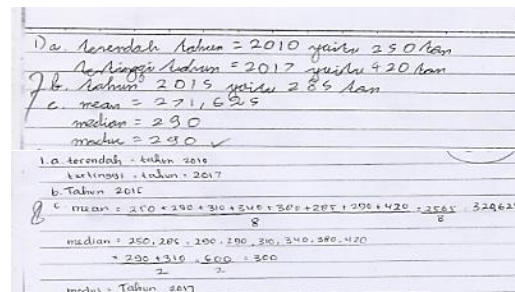 1) a. terendah tahun = 2010 yaitu 250 ton
tertinggi tahun = 2017 yaitu 420 ton
b. tahun 2015 yaitu 285 ton
c. mean = 271,625
median = 290
modus = 290 ✓
1. a. terendah = tahun 2010
tertinggi = tahun = 2017
b. Tahun 2015
c. mean = 250 + 290 + 310 + 340 + 380 + 285 + 290 + 420 = 2565 = 320,62
8 8
median = 250, 285, 290, 290, 310, 340, 380, 420
= 290 + 310 = 600 = 300
2 2
modus = Tahun 2017